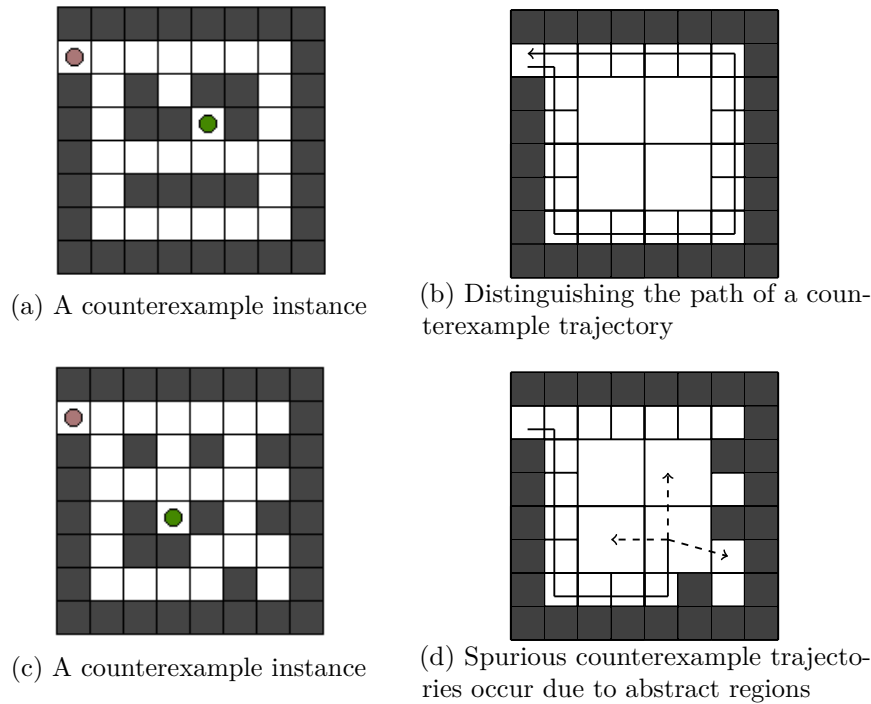 (a) A counterexample instance
(b) Distinguishing the path of a coun-
terexample trajectory
(c) A counterexample instance
(d) Spurious counterexample trajecto-
ries occur due to abstract regions